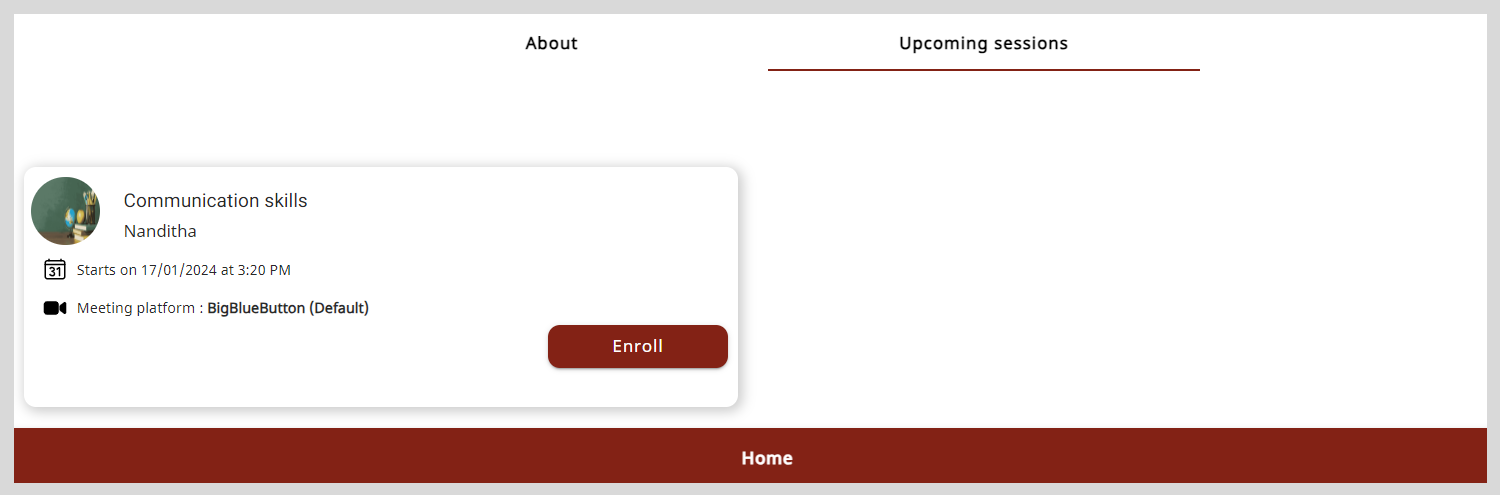 About
Upcoming sessions
Communication skills
Nanditha
31
Starts on 17/01/2024 at 3:20 PM
Meeting platform : BigBlueButton (Default)
Enroll
Home